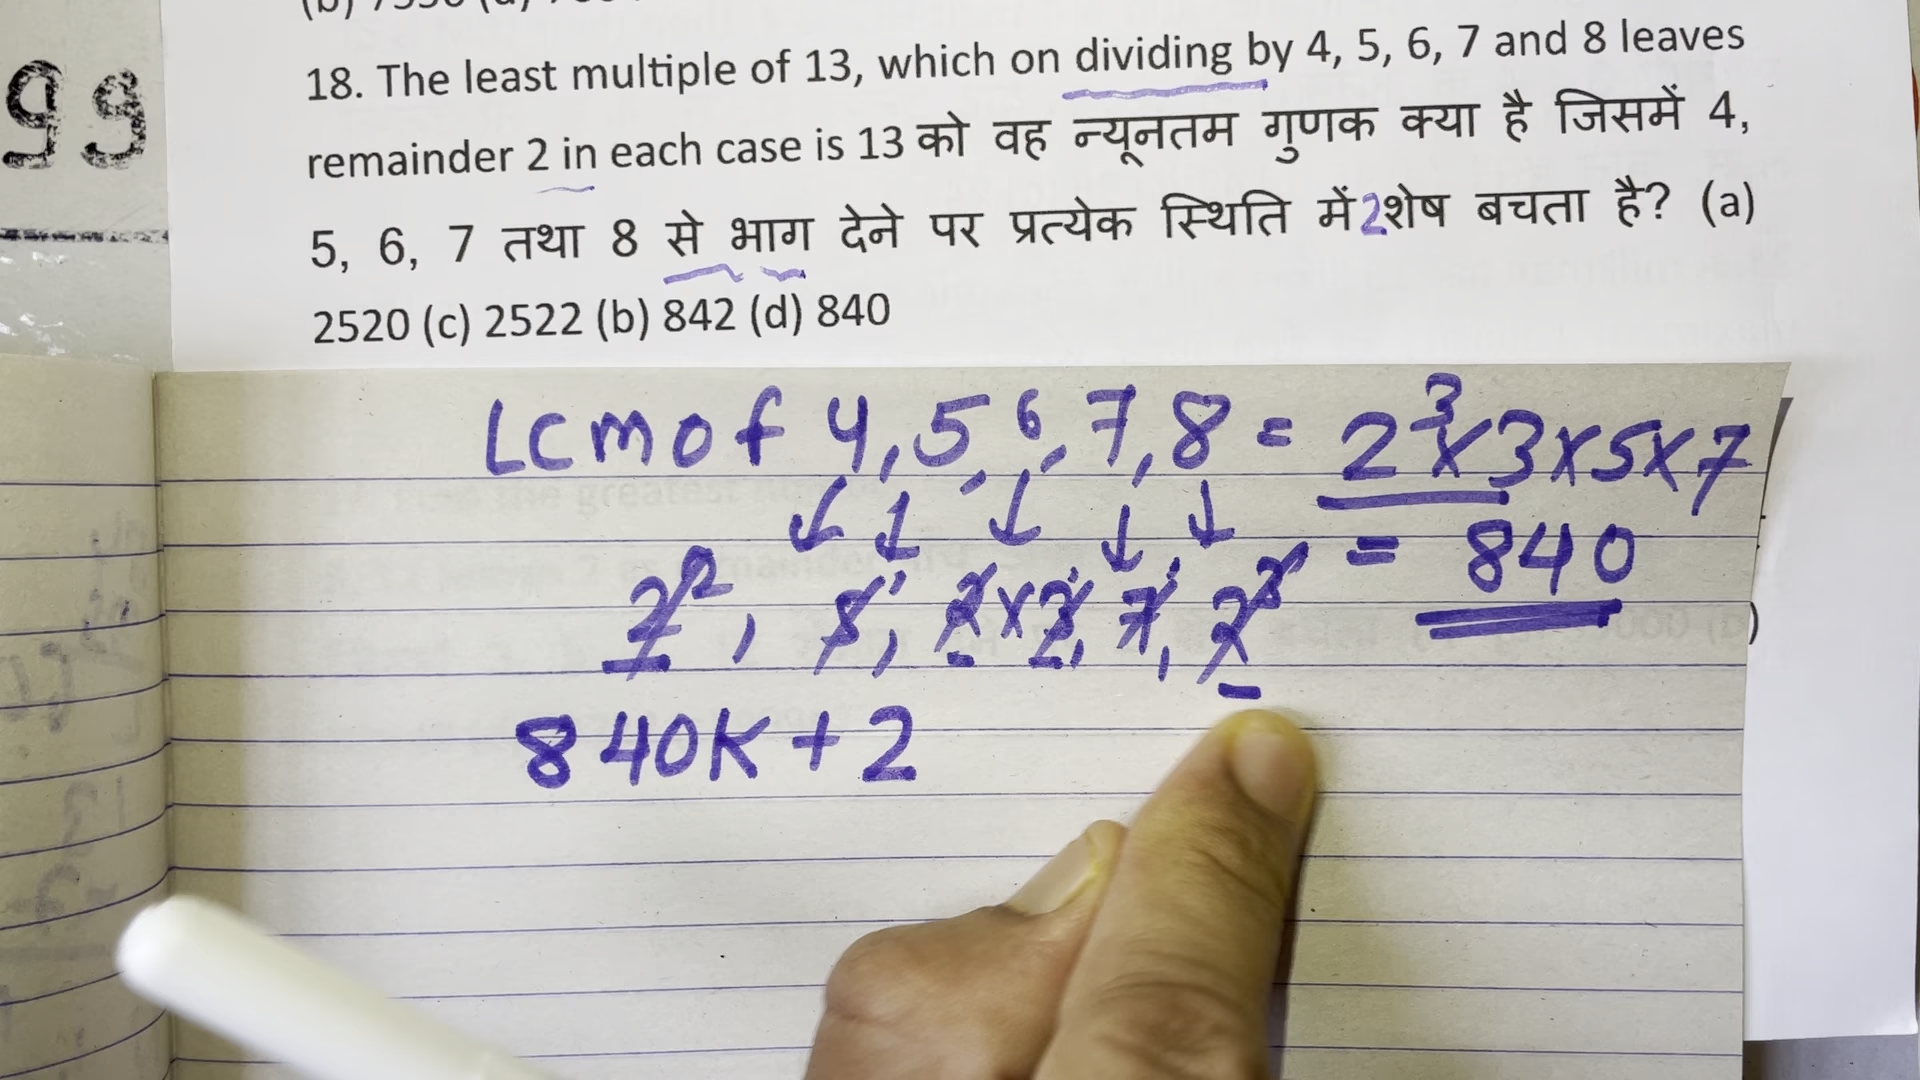 99
18. The least multiple of 13, which on dividing by 4, 5, 6, 7 and 8 leaves
remainder 2 in each case is 13 को वह न्यूनतम गुणक क्या है जिसमें 4,
5, 6, 7 तथा 8 से भाग देने पर प्रत्येक स्थिति में 2 शेष बचता है? (a)
2520 (c) 2522 (b) 842 (d) 840
LCM of 4, 5, 6, 7, 8 = 2³ x 3 x 5 x 7
= 840
840K + 2